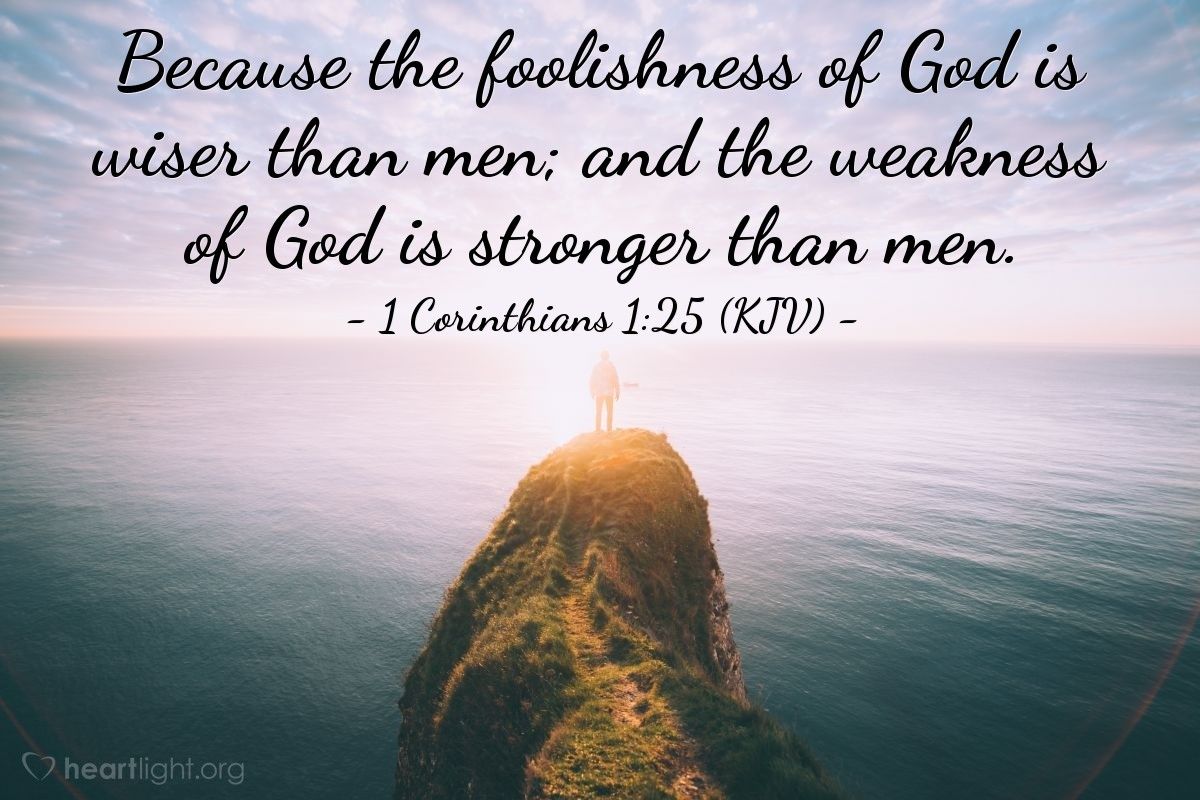 Because the foolishness of God is
wiser than men; and the weakness
of God is stronger than men.
- 1 Corinthians 1:25 (KJV) -
heartlight.org